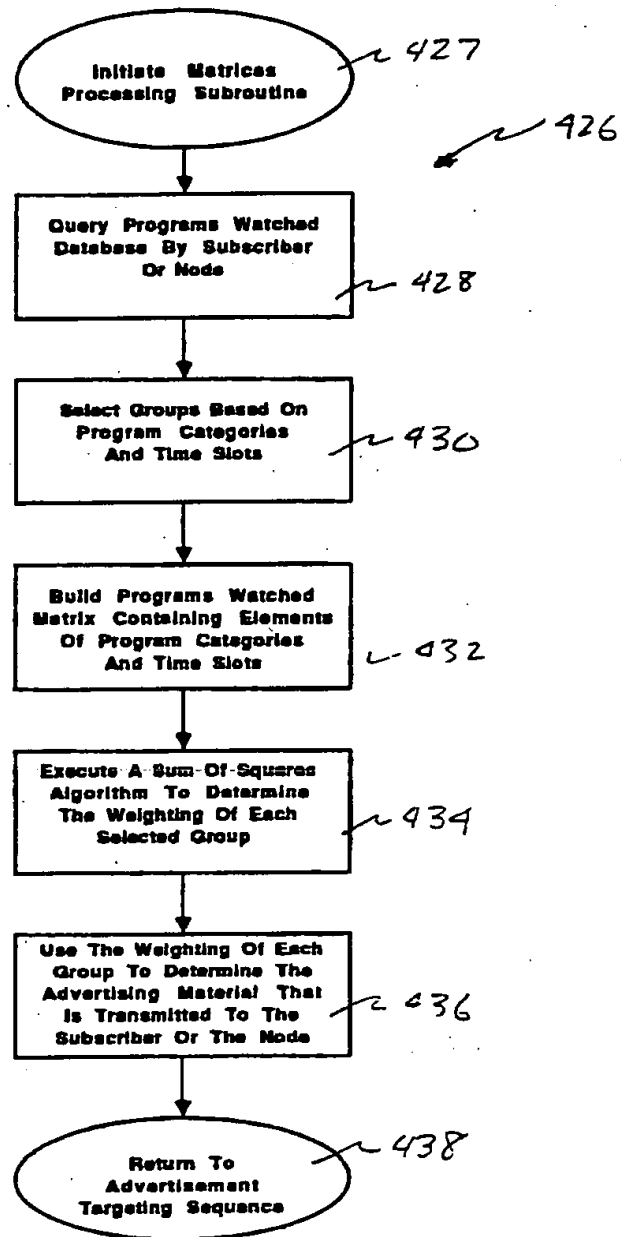 Initiate Matrices
Processing Subroutine
427
426
Query Programs Watched
Database By Subscriber
Or Node
428
Select Groups Based On
Program Categories
And Time Slots
430
Build Programs Watched
Matrix Containing Elements
Of Program Categories
And Time Slots
432
Execute A Sum-Of-Squares
Algorithm To Determine
The Weighting Of Each
Selected Group
434
Use The Weighting Of Each
Group To Determine The
Advertising Material That
Is Transmitted To The
Subscriber Or The Node
436
Return To
Advertisement
Targeting Sequence
438